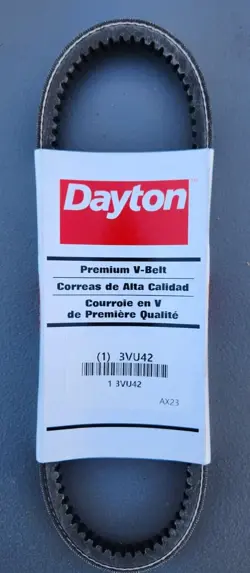 Dayton
Premium V-Belt
Correas de Alta Calidad
Courroie en V
de Première Qualité
(1) 3VU42
1 3VU42
AX23